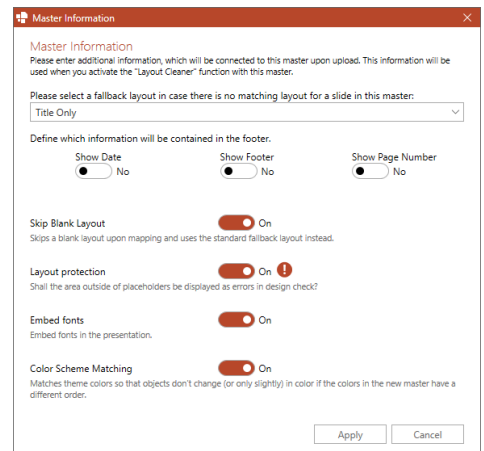 Master Information
Master Information
Please enter additional information, which will be connected to this master upon upload. This information will be
used when you activate the "Layout Cleaner" function with this master.
Please select a fallback layout in case there is no matching layout for a slide in this master:
Title Only
Define which information will be contained in the footer.
Show Date Show Footer Show Page Number
No No No
Skip Blank Layout On
Skips a blank layout upon mapping and uses the standard fallback layout instead.
Layout protection On !
Shall the area outside of placeholders be displayed as errors in design check?
Embed fonts On
Embed fonts in the presentation.
Color Scheme Matching On
Matches theme colors so that objects don't change (or only slightly) in color if the colors in the new master have a
different order.
Apply Cancel